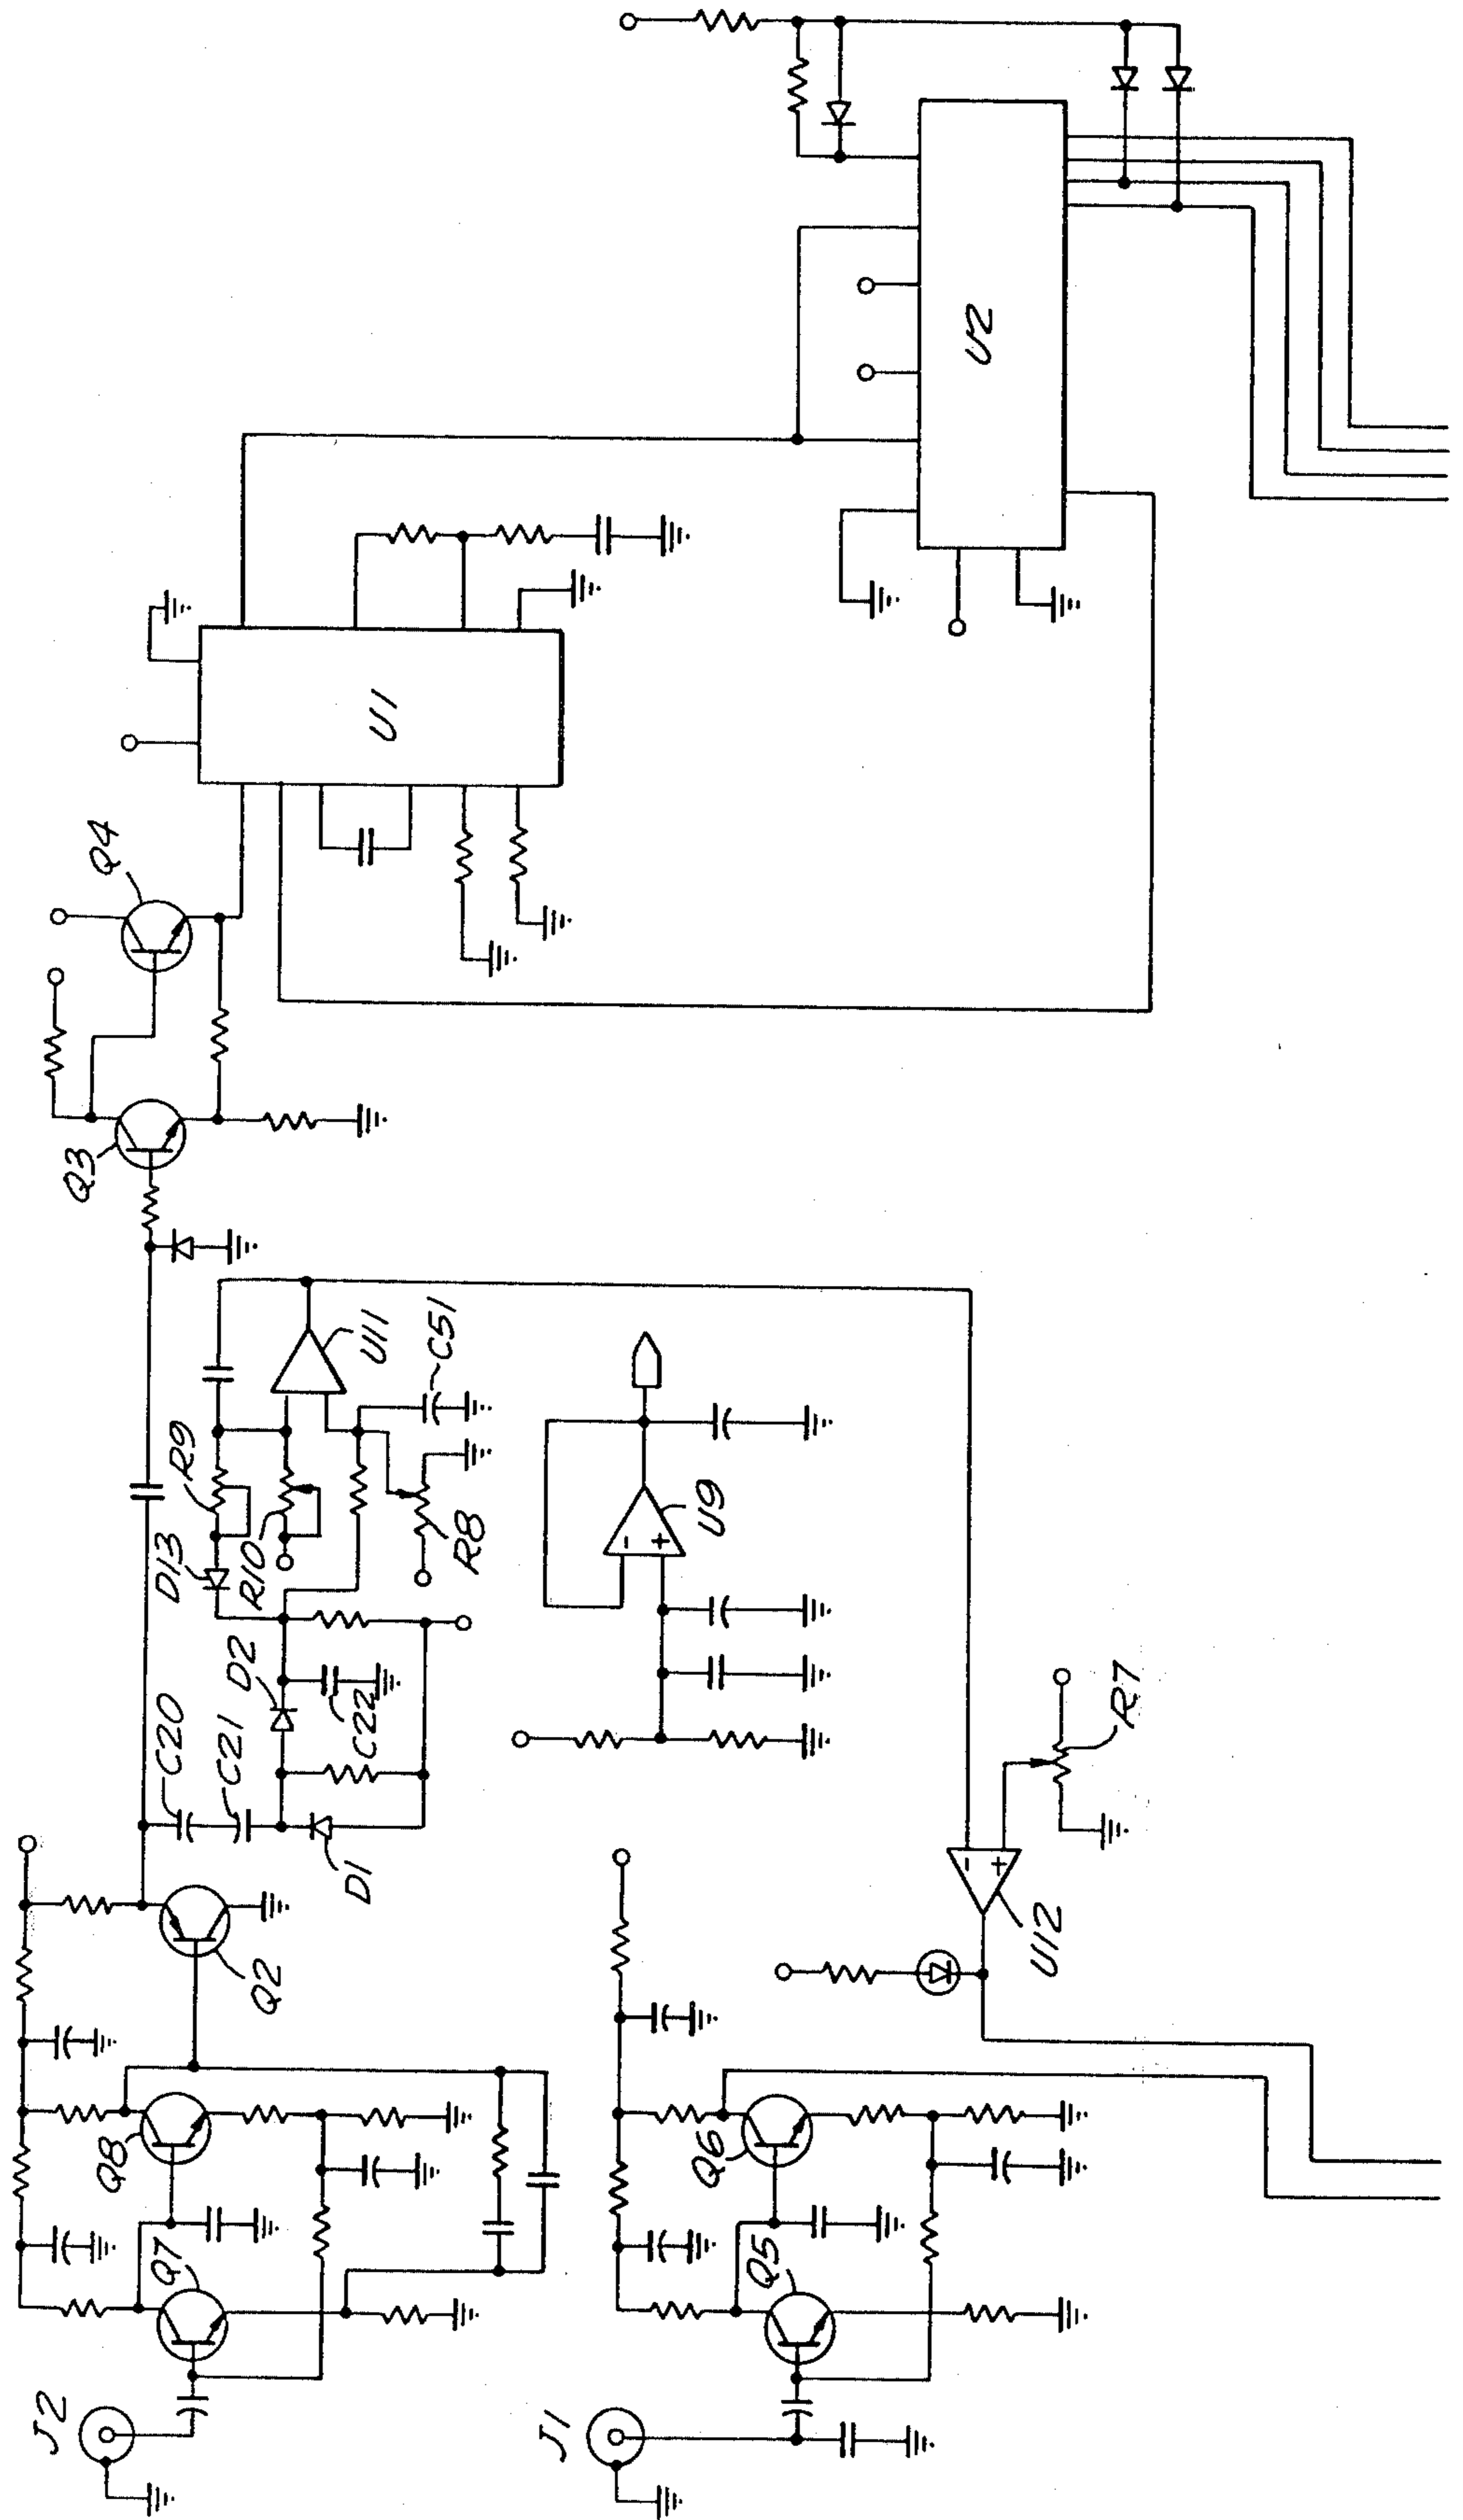 J2
Q7
Q8
Q2
C20
C21
D1
D2
C22
D13
R9
R10
R8
U11
C51
Q3
Q4
U1
U2
J1
Q5
Q6
U9
-
+
U12
-
+
R7